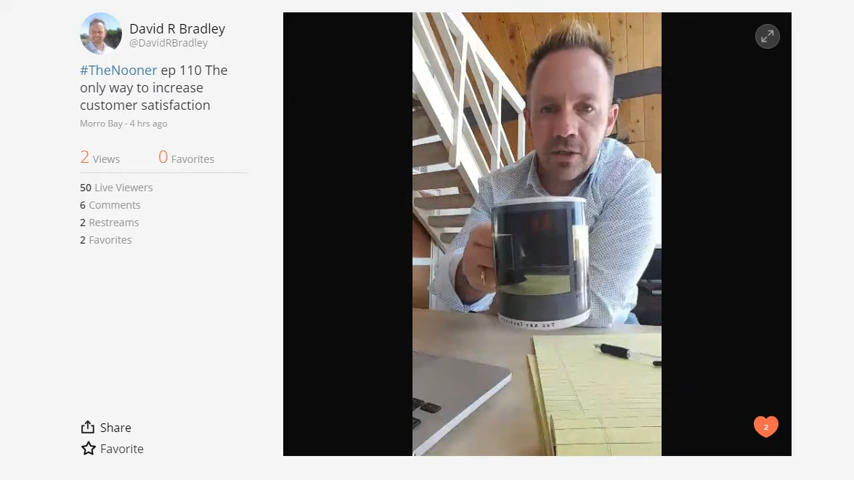 David R Bradley
@DavidRBradley
#TheNooner ep 110 The
only way to increase
customer satisfaction
Morro Bay - 4 hrs ago
2 Views
0 Favorites
50 Live Viewers
6 Comments
2 Restreams
2 Favorites
Share
Favorite
2